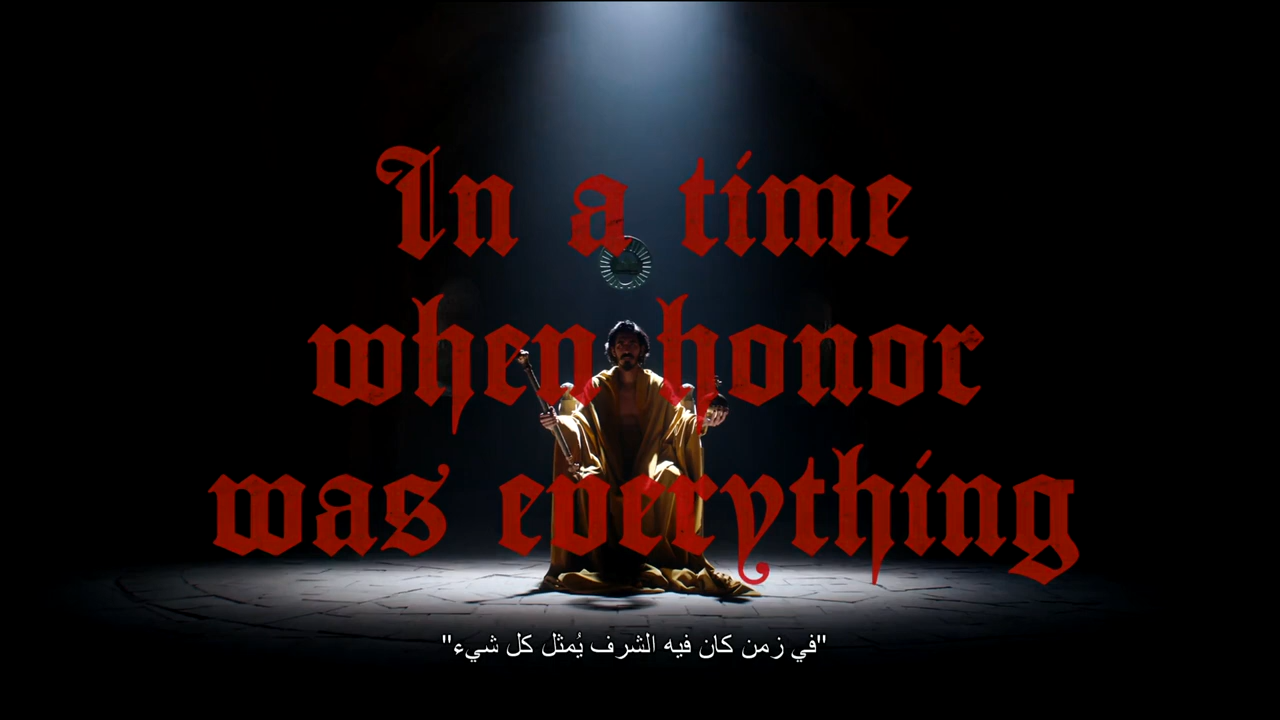 In a time
when honor
was everything
"في زمن كان فيه الشرف يُمثل كل شيء"